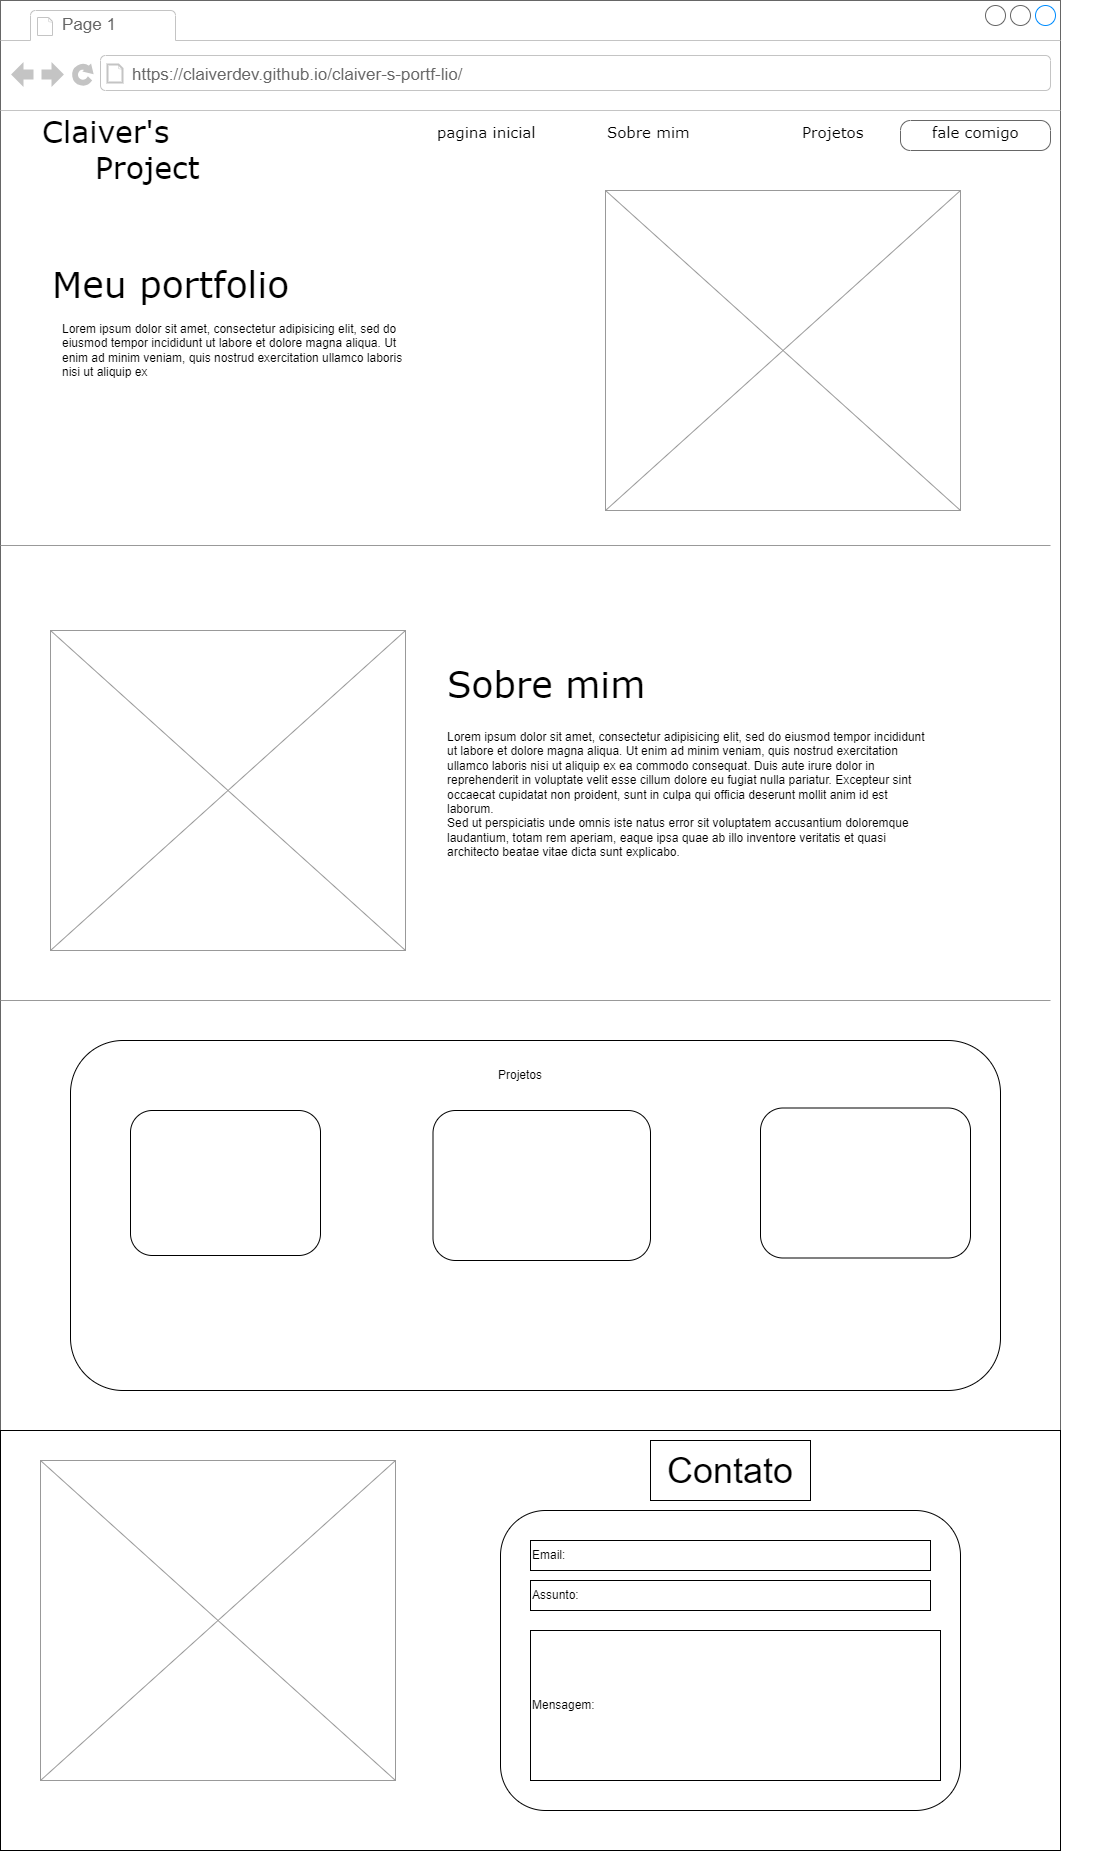 Page 1
https://claiverdev.github.io/claiver-s-portf-lio/
Claiver's
Project
pagina inicial
Sobre mim
Projetos
fale comigo
Meu portfolio
Lorem ipsum dolor sit amet, consectetur adipisicing elit, sed do
eiusmod tempor incididunt ut labore et dolore magna aliqua. Ut
enim ad minim veniam, quis nostrud exercitation ullamco laboris
nisi ut aliquip ex
Sobre mim
Lorem ipsum dolor sit amet, consectetur adipisicing elit, sed do eiusmod tempor incididunt
ut labore et dolore magna aliqua. Ut enim ad minim veniam, quis nostrud exercitation
ullamco laboris nisi ut aliquip ex ea commodo consequat. Duis aute irure dolor in
reprehenderit in voluptate velit esse cillum dolore eu fugiat nulla pariatur. Excepteur sint
occaecat cupidatat non proident, sunt in culpa qui officia deserunt mollit anim id est
laborum.
Sed ut perspiciatis unde omnis iste natus error sit voluptatem accusantium doloremque
laudantium, totam rem aperiam, eaque ipsa quae ab illo inventore veritatis et quasi
architecto beatae vitae dicta sunt explicabo.
Projetos
Contato
Email:
Assunto:
Mensagem: